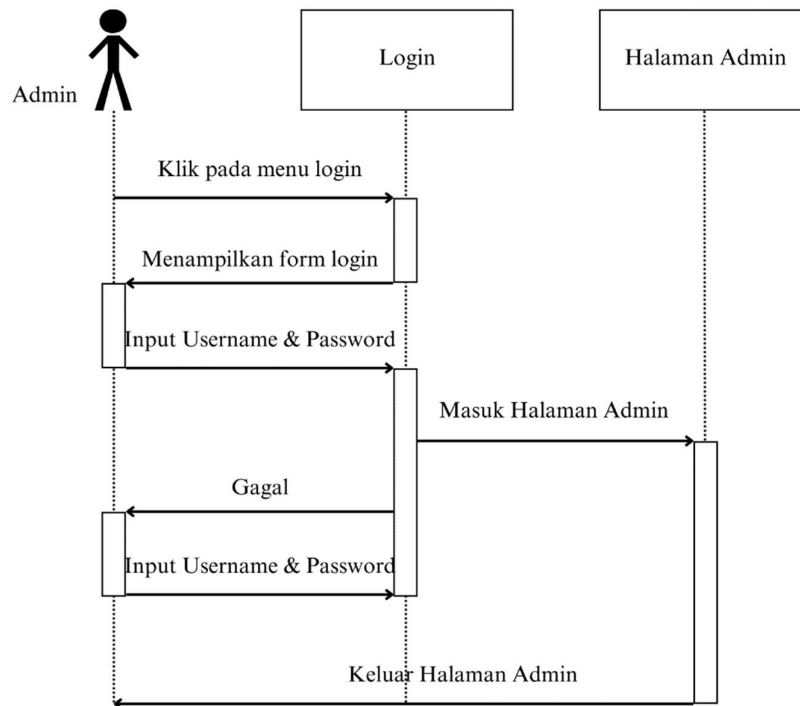 Admin
Login
Halaman Admin
Klik pada menu login
Menampilkan form login
Input Username & Password
Masuk Halaman Admin
Gagal
Input Username & Password
Keluar Halaman Admin